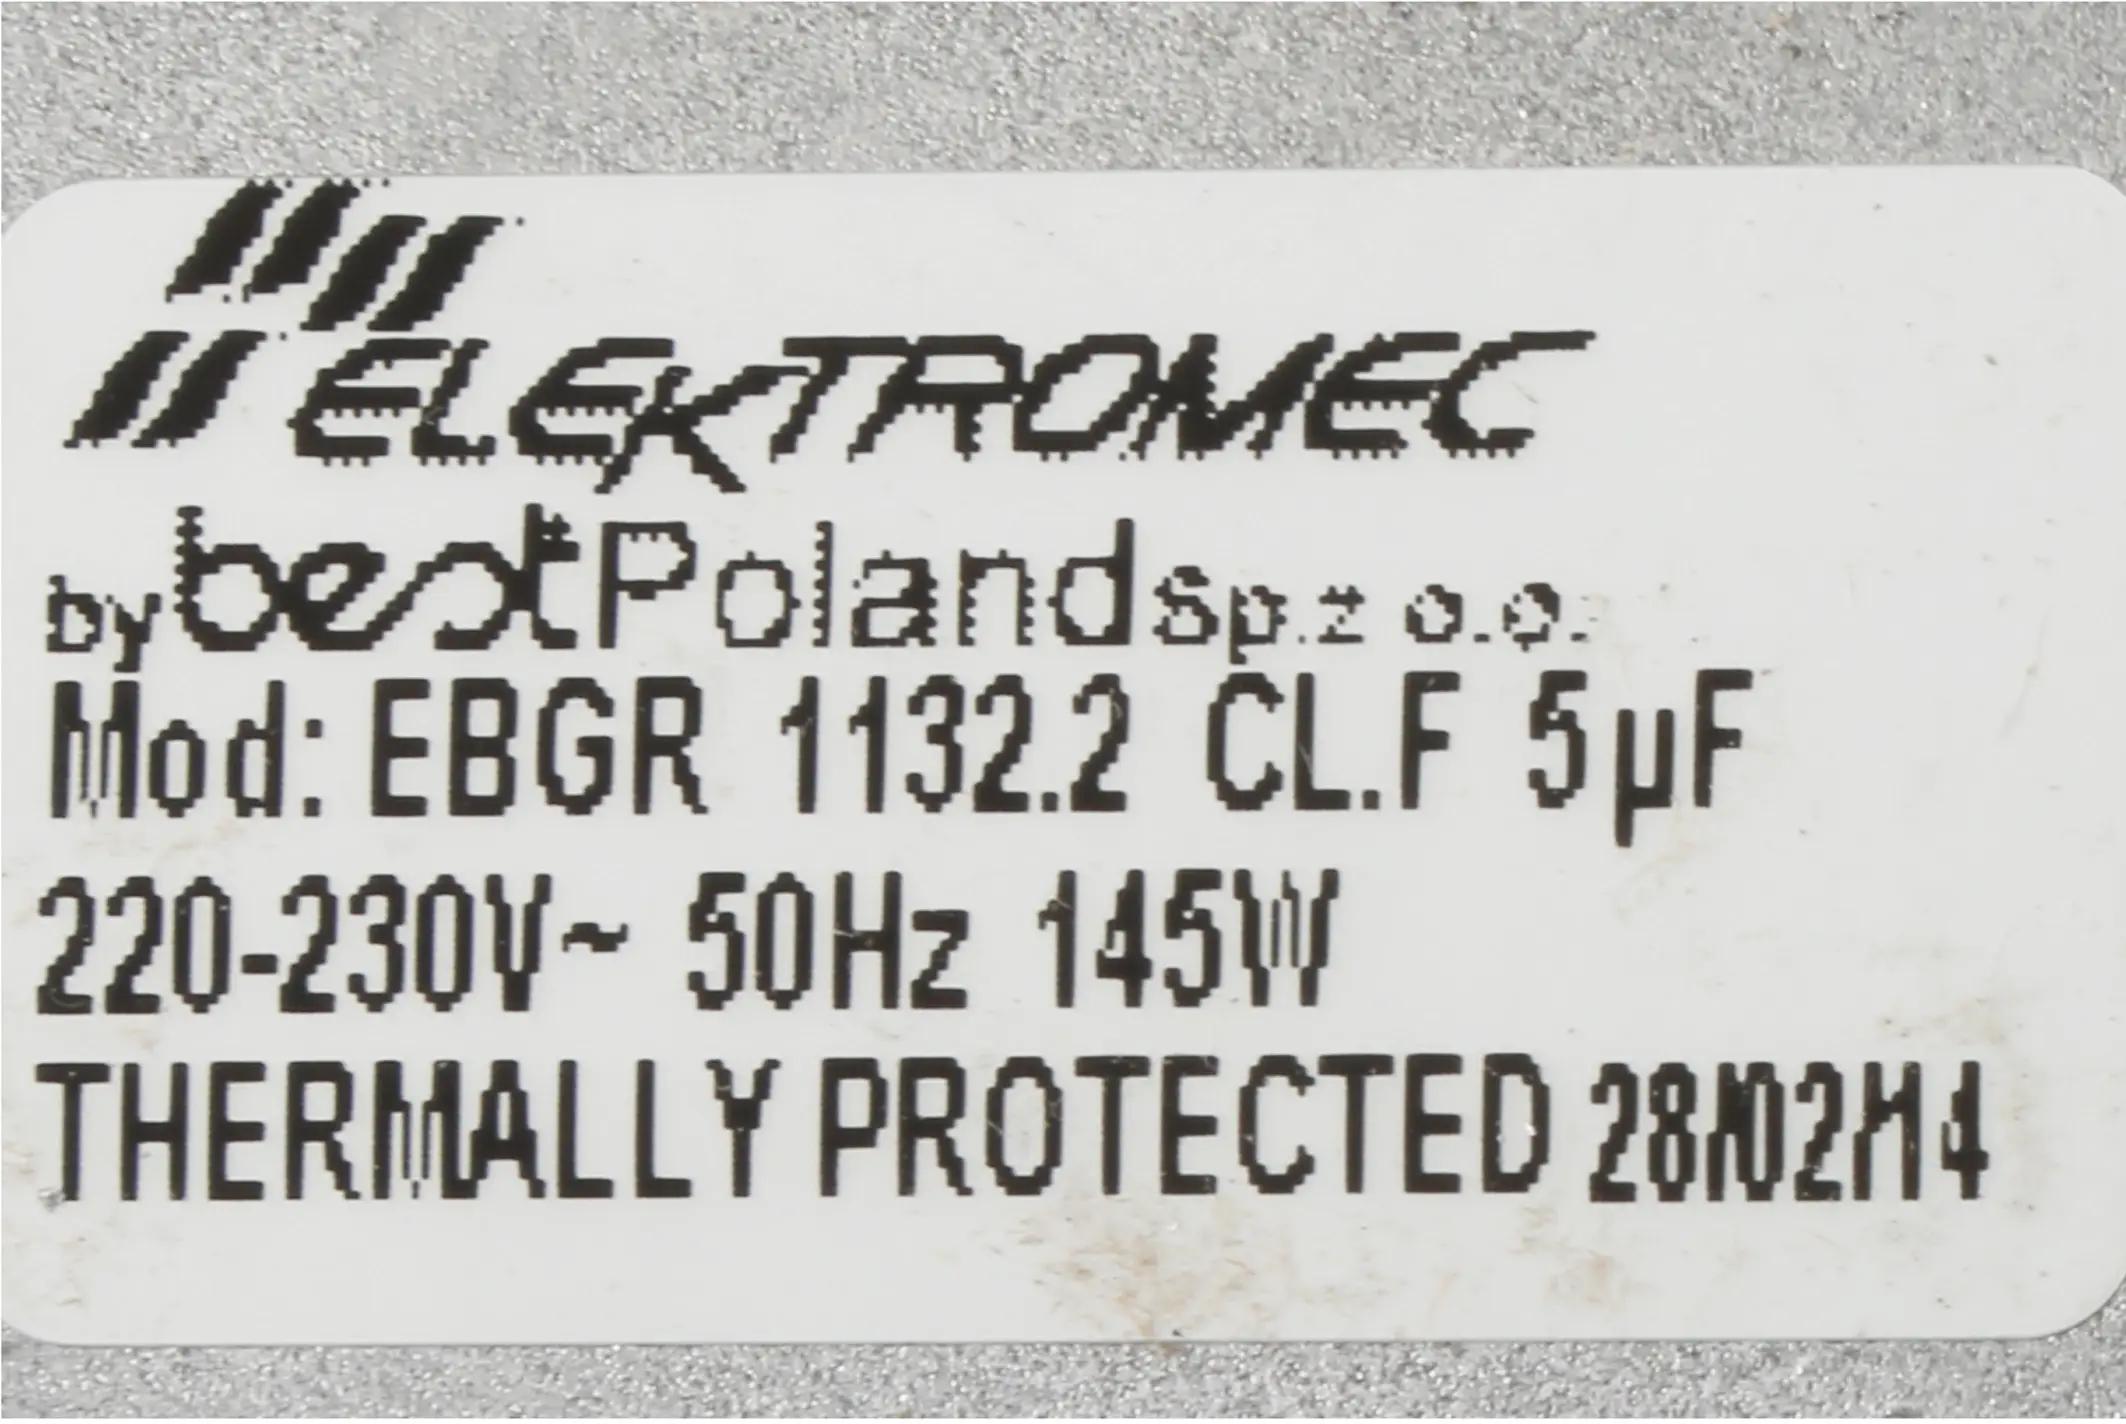 ELEKTROMEC
by best Poland sp.z o.o.
Mod: EBGR 1132.2 CL.F 5µF
220-230V~ 50Hz 145W
THERMALLY PROTECTED 28/02/14